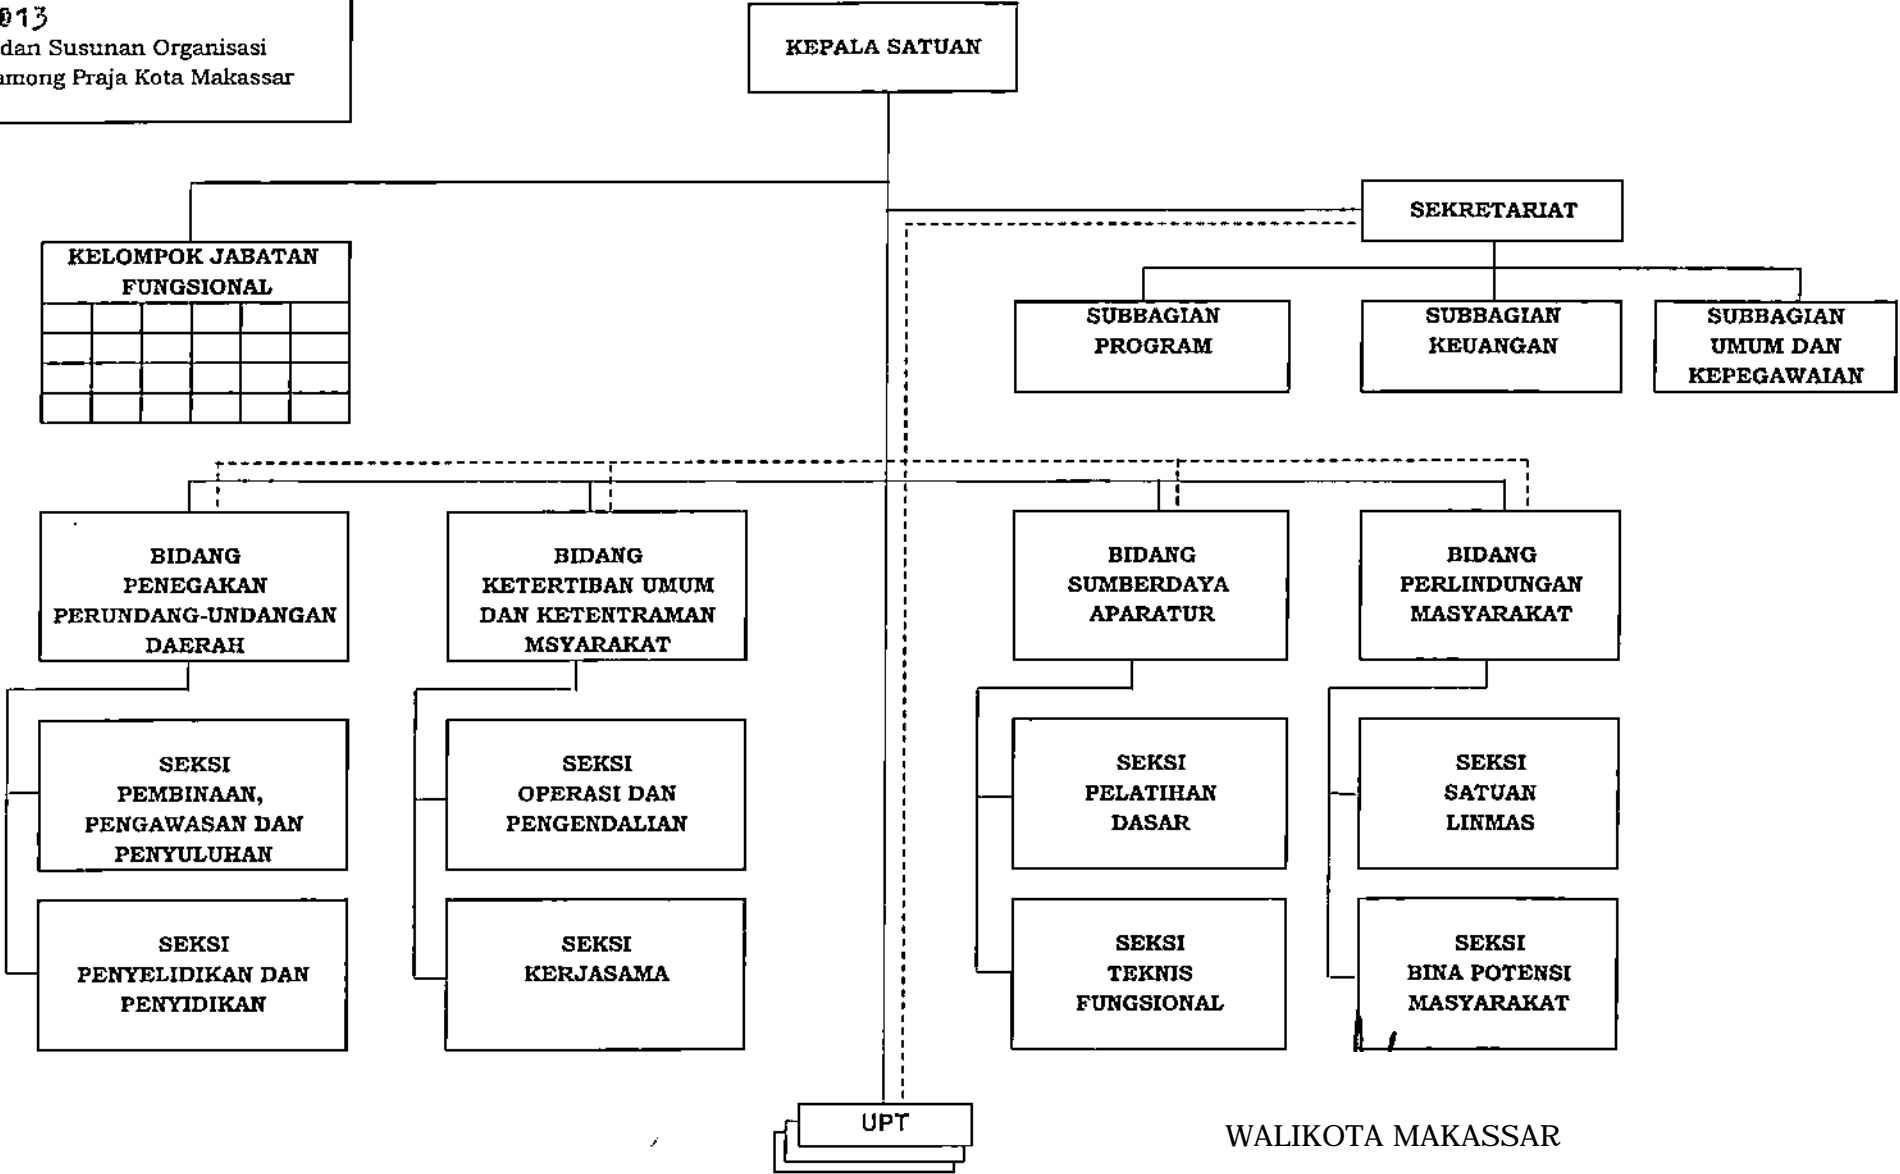 2013
dan Susunan Organisasi
among Praja Kota Makassar
KEPALA SATUAN
SEKRETARIAT
KELOMPOK JABATAN
FUNGSIONAL
SUBBAGIAN
PROGRAM
SUBBAGIAN
KEUANGAN
SUBBAGIAN
UMUM DAN
KEPEGAWAIAN
BIDANG
PENEGAKAN
PERUNDANG-UNDANGAN
DAERAH
BIDANG
KETERTIBAN UMUM
DAN KETENTRAMAN
MSYARAKAT
BIDANG
SUMBERDAYA
APARATUR
BIDANG
PERLINDUNGAN
MASYARAKAT
SEKSI
PEMBINAAN,
PENGAWASAN DAN
PENYULUHAN
SEKSI
OPERASI DAN
PENGENDALIAN
SEKSI
PELATIHAN
DASAR
SEKSI
SATUAN
LINMAS
SEKSI
PENYELIDIKAN DAN
PENYIDIKAN
SEKSI
KERJASAMA
SEKSI
TEKNIS
FUNGSIONAL
SEKSI
BINA POTENSI
MASYARAKAT
UPT
WALIKOTA MAKASSAR